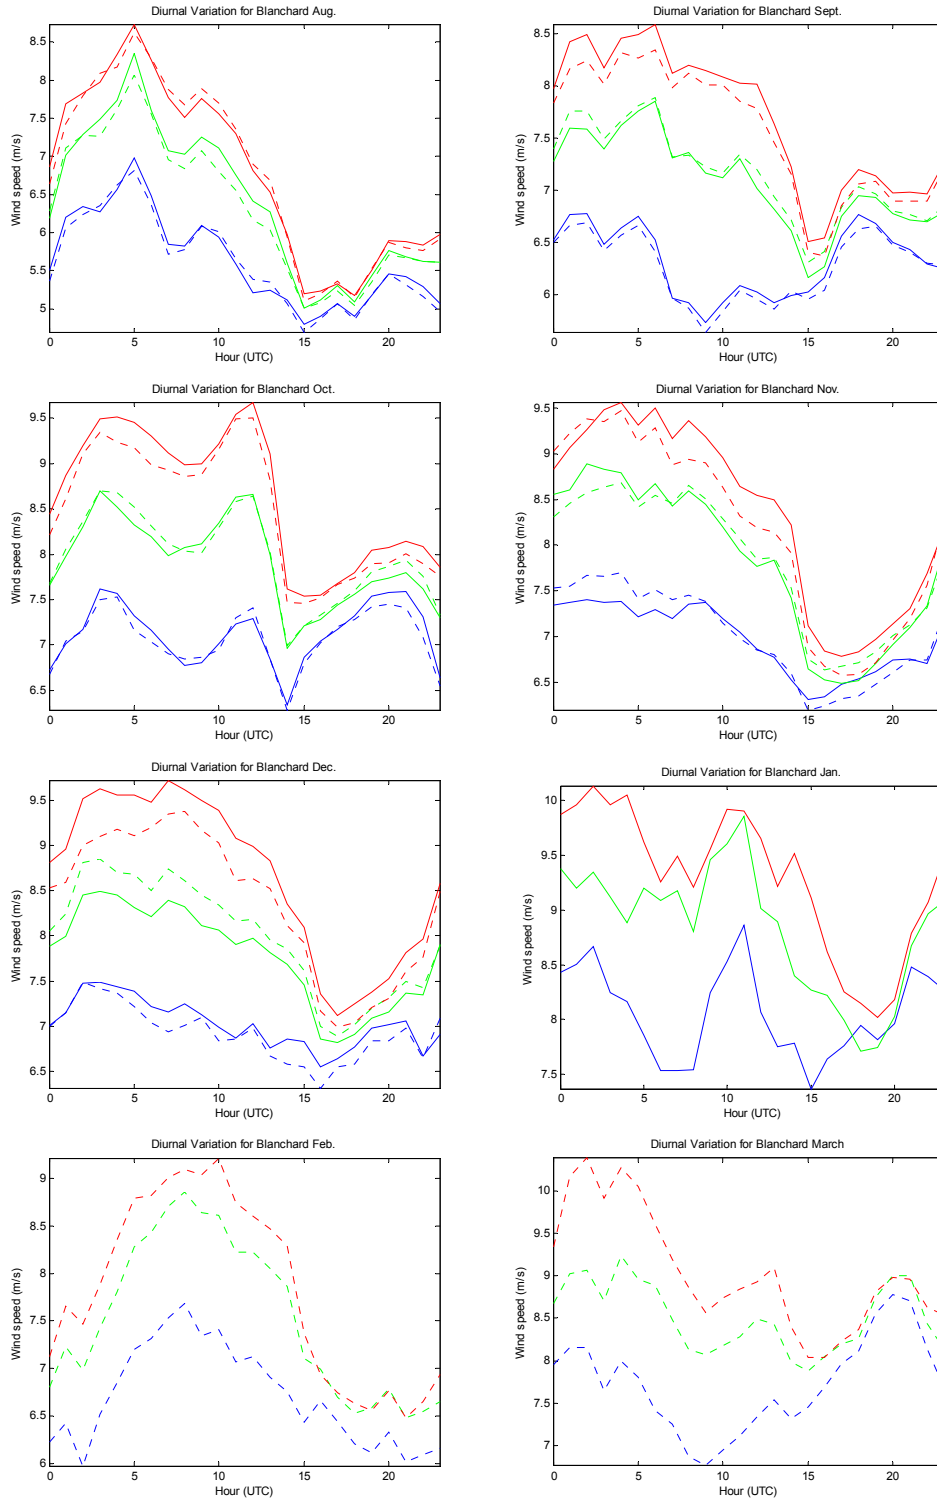 Diurnal Variation for Blanchard Aug.
8.5
8
7.5
7
6.5
6
5.5
5
Wind speed (m/s)
0 5 10 15 20
Hour (UTC)
Diurnal Variation for Blanchard Sept.
8.5
8
7.5
7
6.5
6
Wind speed (m/s)
0 5 10 15 20
Hour (UTC)
Diurnal Variation for Blanchard Oct.
9.5
9
8.5
8
7.5
7
6.5
Wind speed (m/s)
0 5 10 15 20
Hour (UTC)
Diurnal Variation for Blanchard Nov.
9.5
9
8.5
8
7.5
7
6.5
Wind speed (m/s)
0 5 10 15 20
Hour (UTC)
Diurnal Variation for Blanchard Dec.
9.5
9
8.5
8
7.5
7
6.5
Wind speed (m/s)
0 5 10 15 20
Hour (UTC)
Diurnal Variation for Blanchard Jan.
10
9.5
9
8.5
8
7.5
Wind speed (m/s)
0 5 10 15 20
Hour (UTC)
Diurnal Variation for Blanchard Feb.
9
8.5
8
7.5
7
6.5
6
Wind speed (m/s)
0 5 10 15 20
Hour (UTC)
Diurnal Variation for Blanchard March
10
9.5
9
8.5
8
7.5
7
Wind speed (m/s)
0 5 10 15 20
Hour (UTC)